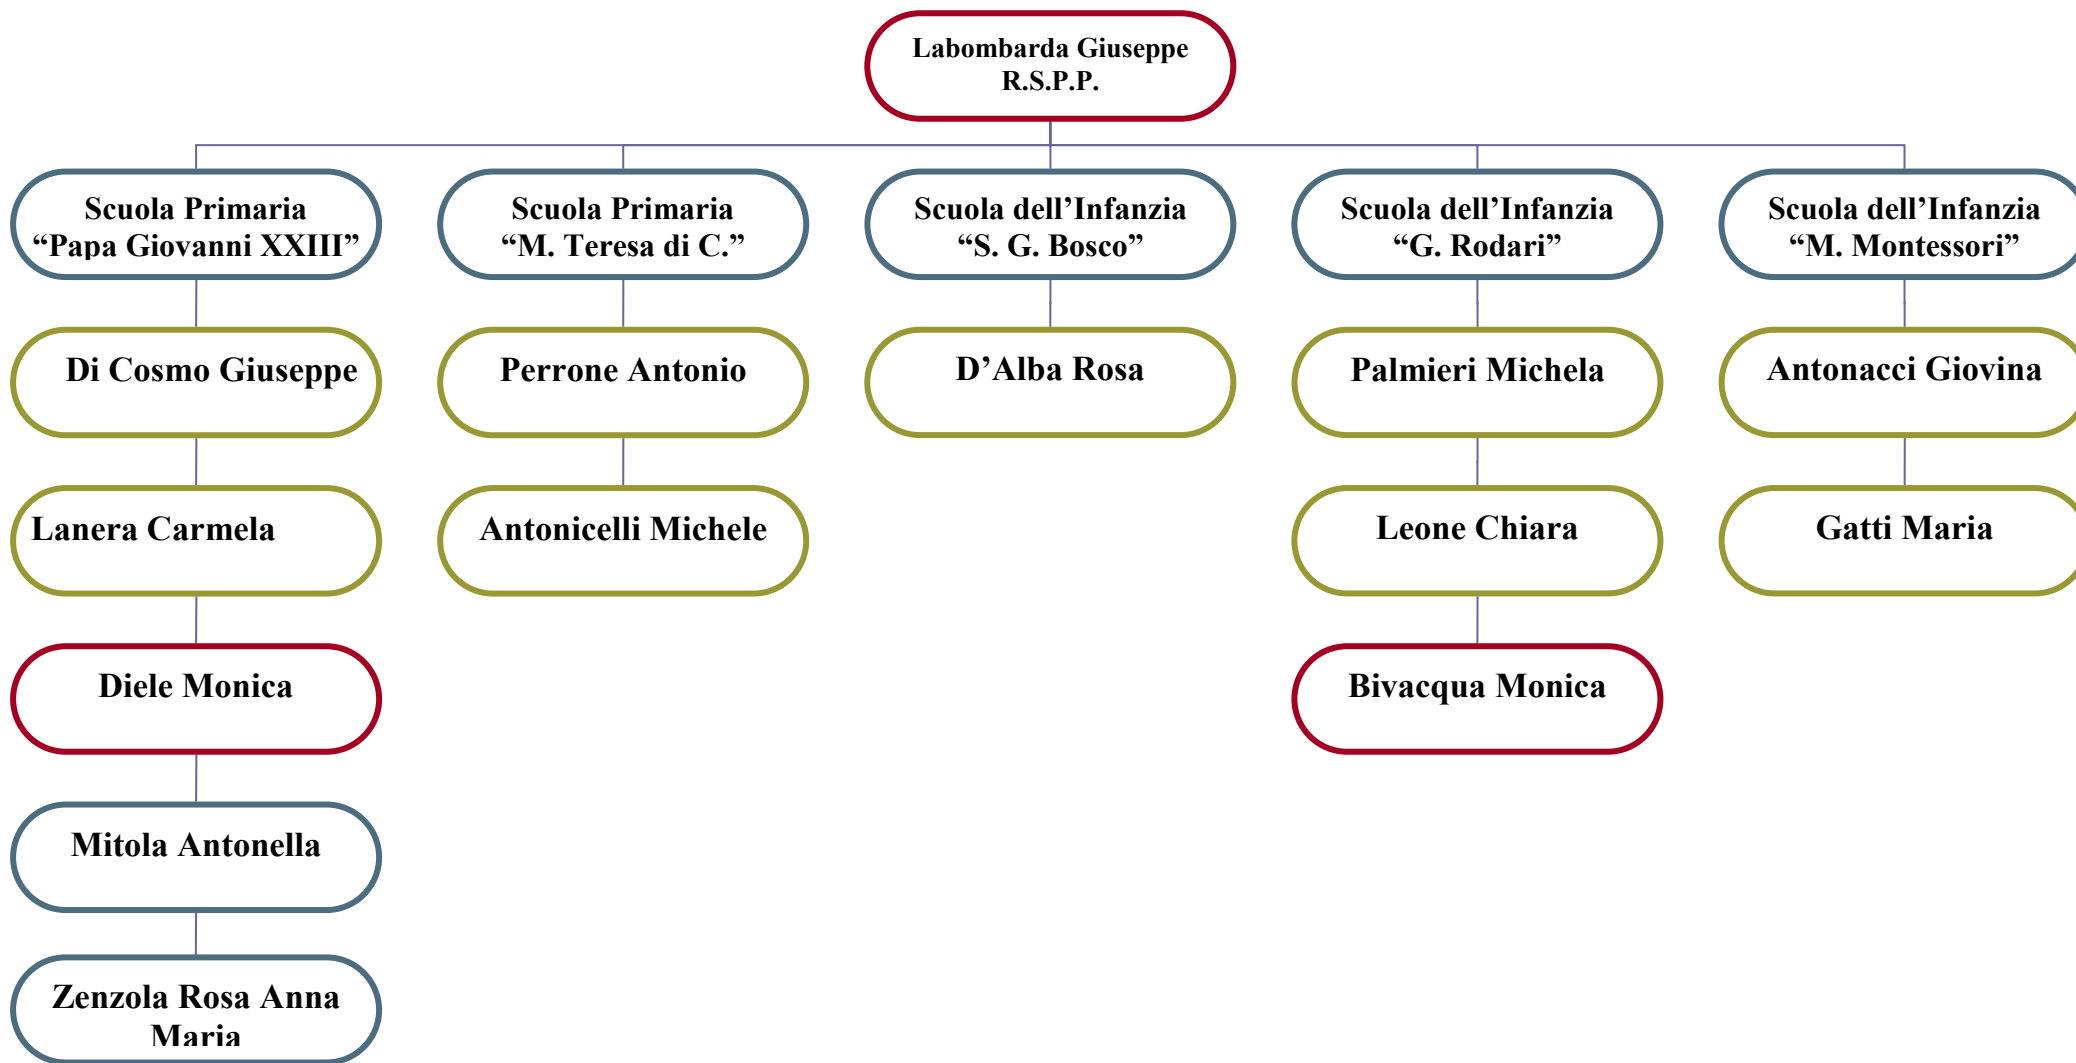 Labombarda Giuseppe
R.S.P.P.
Scuola Primaria
“Papa Giovanni XXIII”
Scuola Primaria
“M. Teresa di C.”
Scuola dell’Infanzia
“S. G. Bosco”
Scuola dell’Infanzia
“G. Rodari”
Scuola dell’Infanzia
“M. Montessori”
Di Cosmo Giuseppe
Perrone Antonio
D’Alba Rosa
Palmieri Michela
Antonacci Giovina
Lanera Carmela
Antonicelli Michele
Leone Chiara
Gatti Maria
Diele Monica
Bivacqua Monica
Mitola Antonella
Zenzola Rosa Anna
Maria